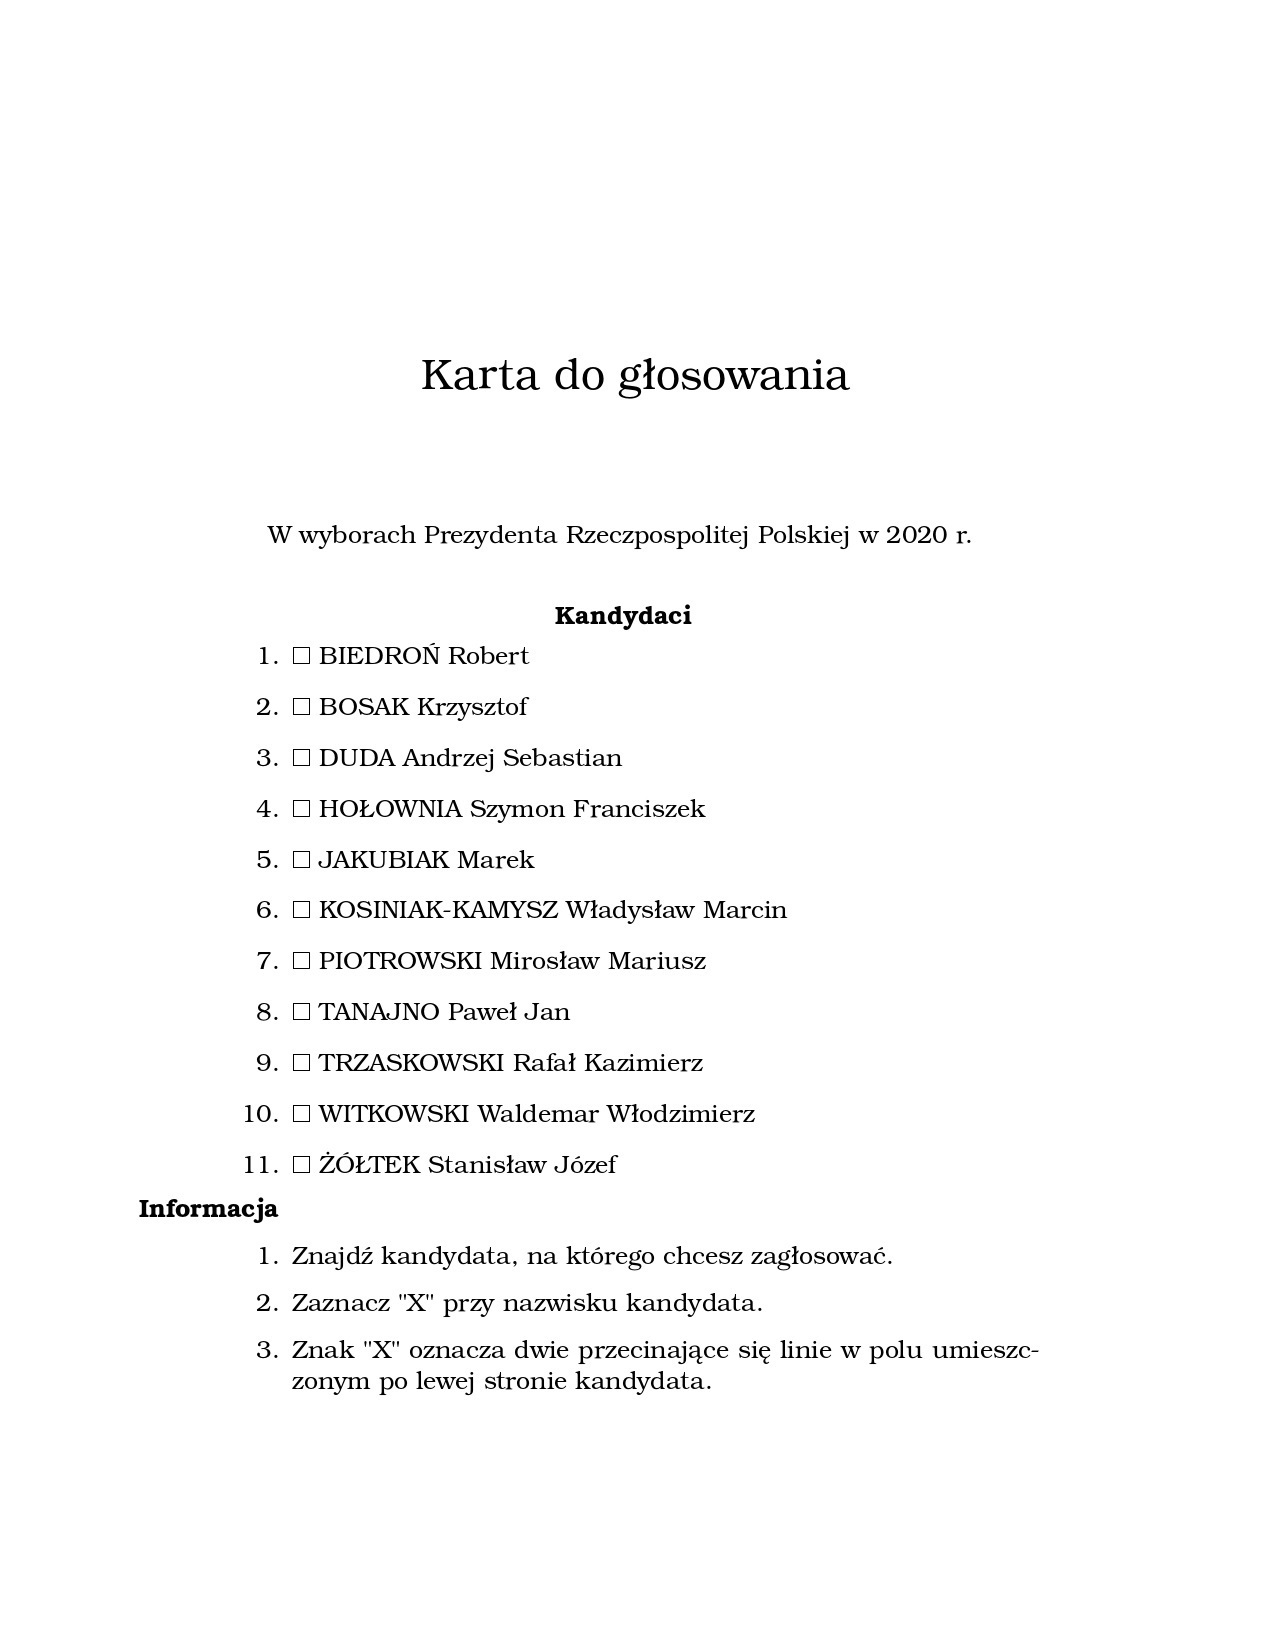 Karta do głosowania
W wyborach Prezydenta Rzeczpospolitej Polskiej w 2020 r.
Kandydaci
1. ☐ BIEDROŃ Robert
2. ☐ BOSAK Krzysztof
3. ☐ DUDA Andrzej Sebastian
4. ☐ HOŁOWNIA Szymon Franciszek
5. ☐ JAKUBIAK Marek
6. ☐ KOSINIAK-KAMYSZ Władysław Marcin
7. ☐ PIOTROWSKI Mirosław Mariusz
8. ☐ TANAJNO Paweł Jan
9. ☐ TRZASKOWSKI Rafał Kazimierz
10. ☐ WITKOWSKI Waldemar Włodzimierz
11. ☐ ŻÓŁTEK Stanisław Józef
Informacja
1. Znajdź kandydata, na którego chcesz zagłosować.
2. Zaznacz "X" przy nazwisku kandydata.
3. Znak "X" oznacza dwie przecinające się linie w polu umieszc-
zonym po lewej stronie kandydata.